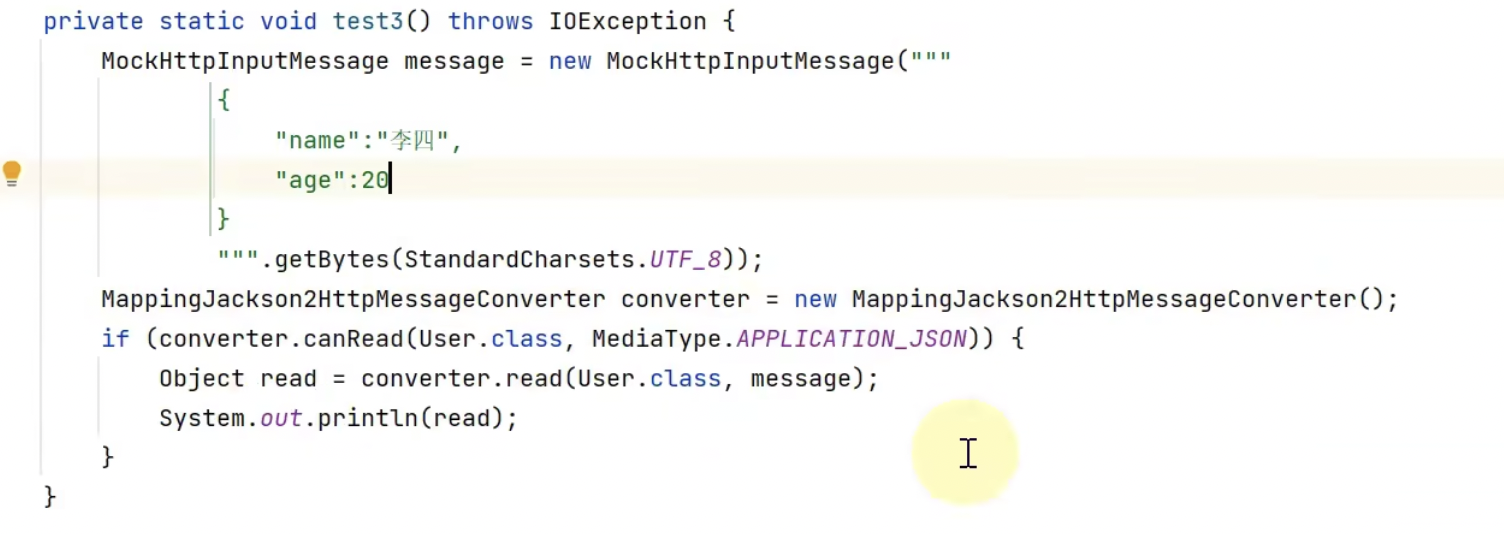 private static void test3() throws IOException {
    MockHttpInputMessage message = new MockHttpInputMessage("""
            {
                "name":"李四",
                "age":20
            }
            """.getBytes(StandardCharsets.UTF_8));
    MappingJackson2HttpMessageConverter converter = new MappingJackson2HttpMessageConverter();
    if (converter.canRead(User.class, MediaType.APPLICATION_JSON)) {
        Object read = converter.read(User.class, message);
        System.out.println(read);
    }
}